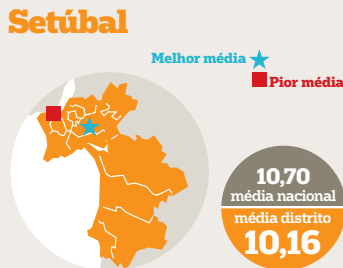 Setúbal
Melhor média
Pior média
10,70
média nacional
média distrito
10,16